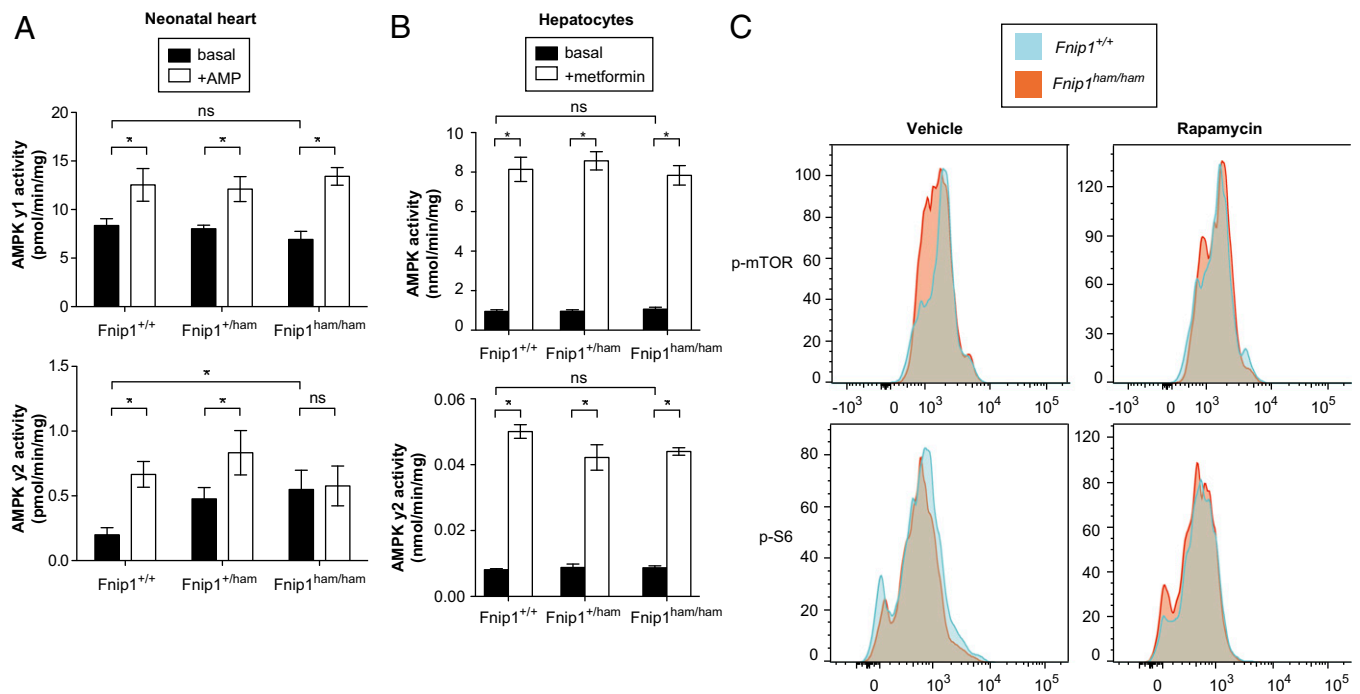 A
Neonatal heart
basal
+AMP
AMPK y1 activity
(pmol/min/mg)
20
15
10
5
0
ns
*
*
*
Fnip1+/+
Fnip1+/ham
Fnip1ham/ham
AMPK y2 activity
(pmol/min/mg)
1.5
1.0
0.5
0.0
*
*
*
ns
Fnip1+/+
Fnip1+/ham
Fnip1ham/ham
B
Hepatocytes
basal
+metformin
AMPK activity
(nmol/min/mg)
10
8
6
4
2
0
ns
*
*
*
Fnip1+/+
Fnip1+/ham
Fnip1ham/ham
AMPK y2 activity
(nmol/min/mg)
0.06
0.04
0.02
0.00
ns
*
*
*
Fnip1+/+
Fnip1+/ham
Fnip1ham/ham
C
Fnip1+/+
Fnip1ham/ham
Vehicle
Rapamycin
p-mTOR
100
80
60
40
20
0
-10³ 0 10³ 10⁴ 10⁵
120
90
60
30
0
-10³ 0 10³ 10⁴ 10⁵
p-S6
80
60
40
20
0
0 10³ 10⁴ 10⁵
120
100
80
60
40
20
0
0 10³ 10⁴ 10⁵